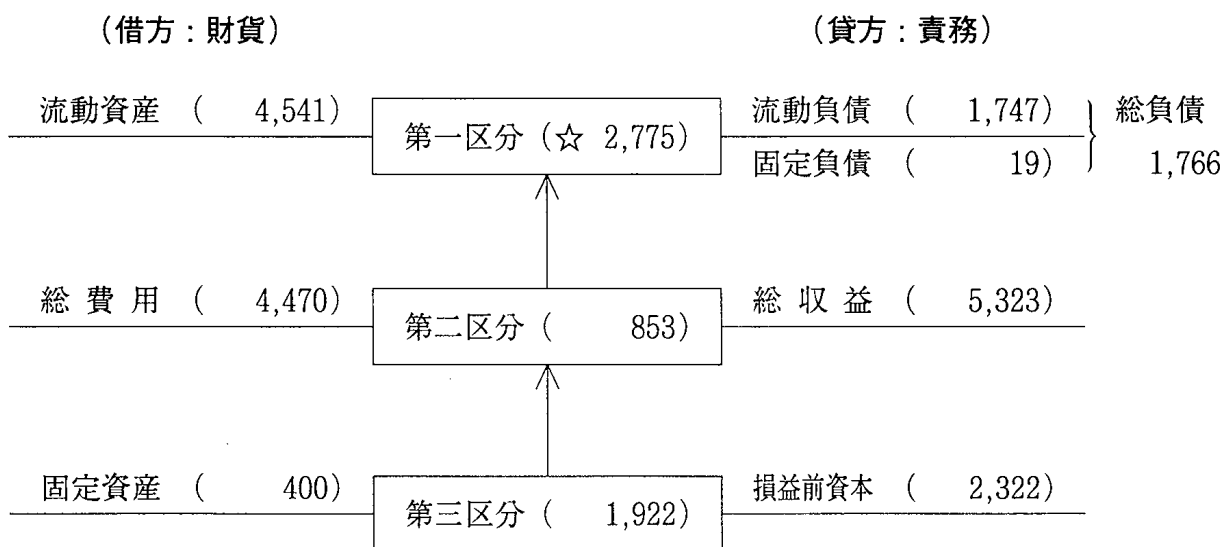 (借方：財貨) (貸方：責務)
流動資産 ( 4,541) 第一区分 (☆ 2,775) 流動負債 ( 1,747) 総負債
固定負債 ( 19) 1,766
総費用 ( 4,470) 第二区分 ( 853) 総収益 ( 5,323)
固定資産 ( 400) 第三区分 ( 1,922) 損益前資本 ( 2,322)